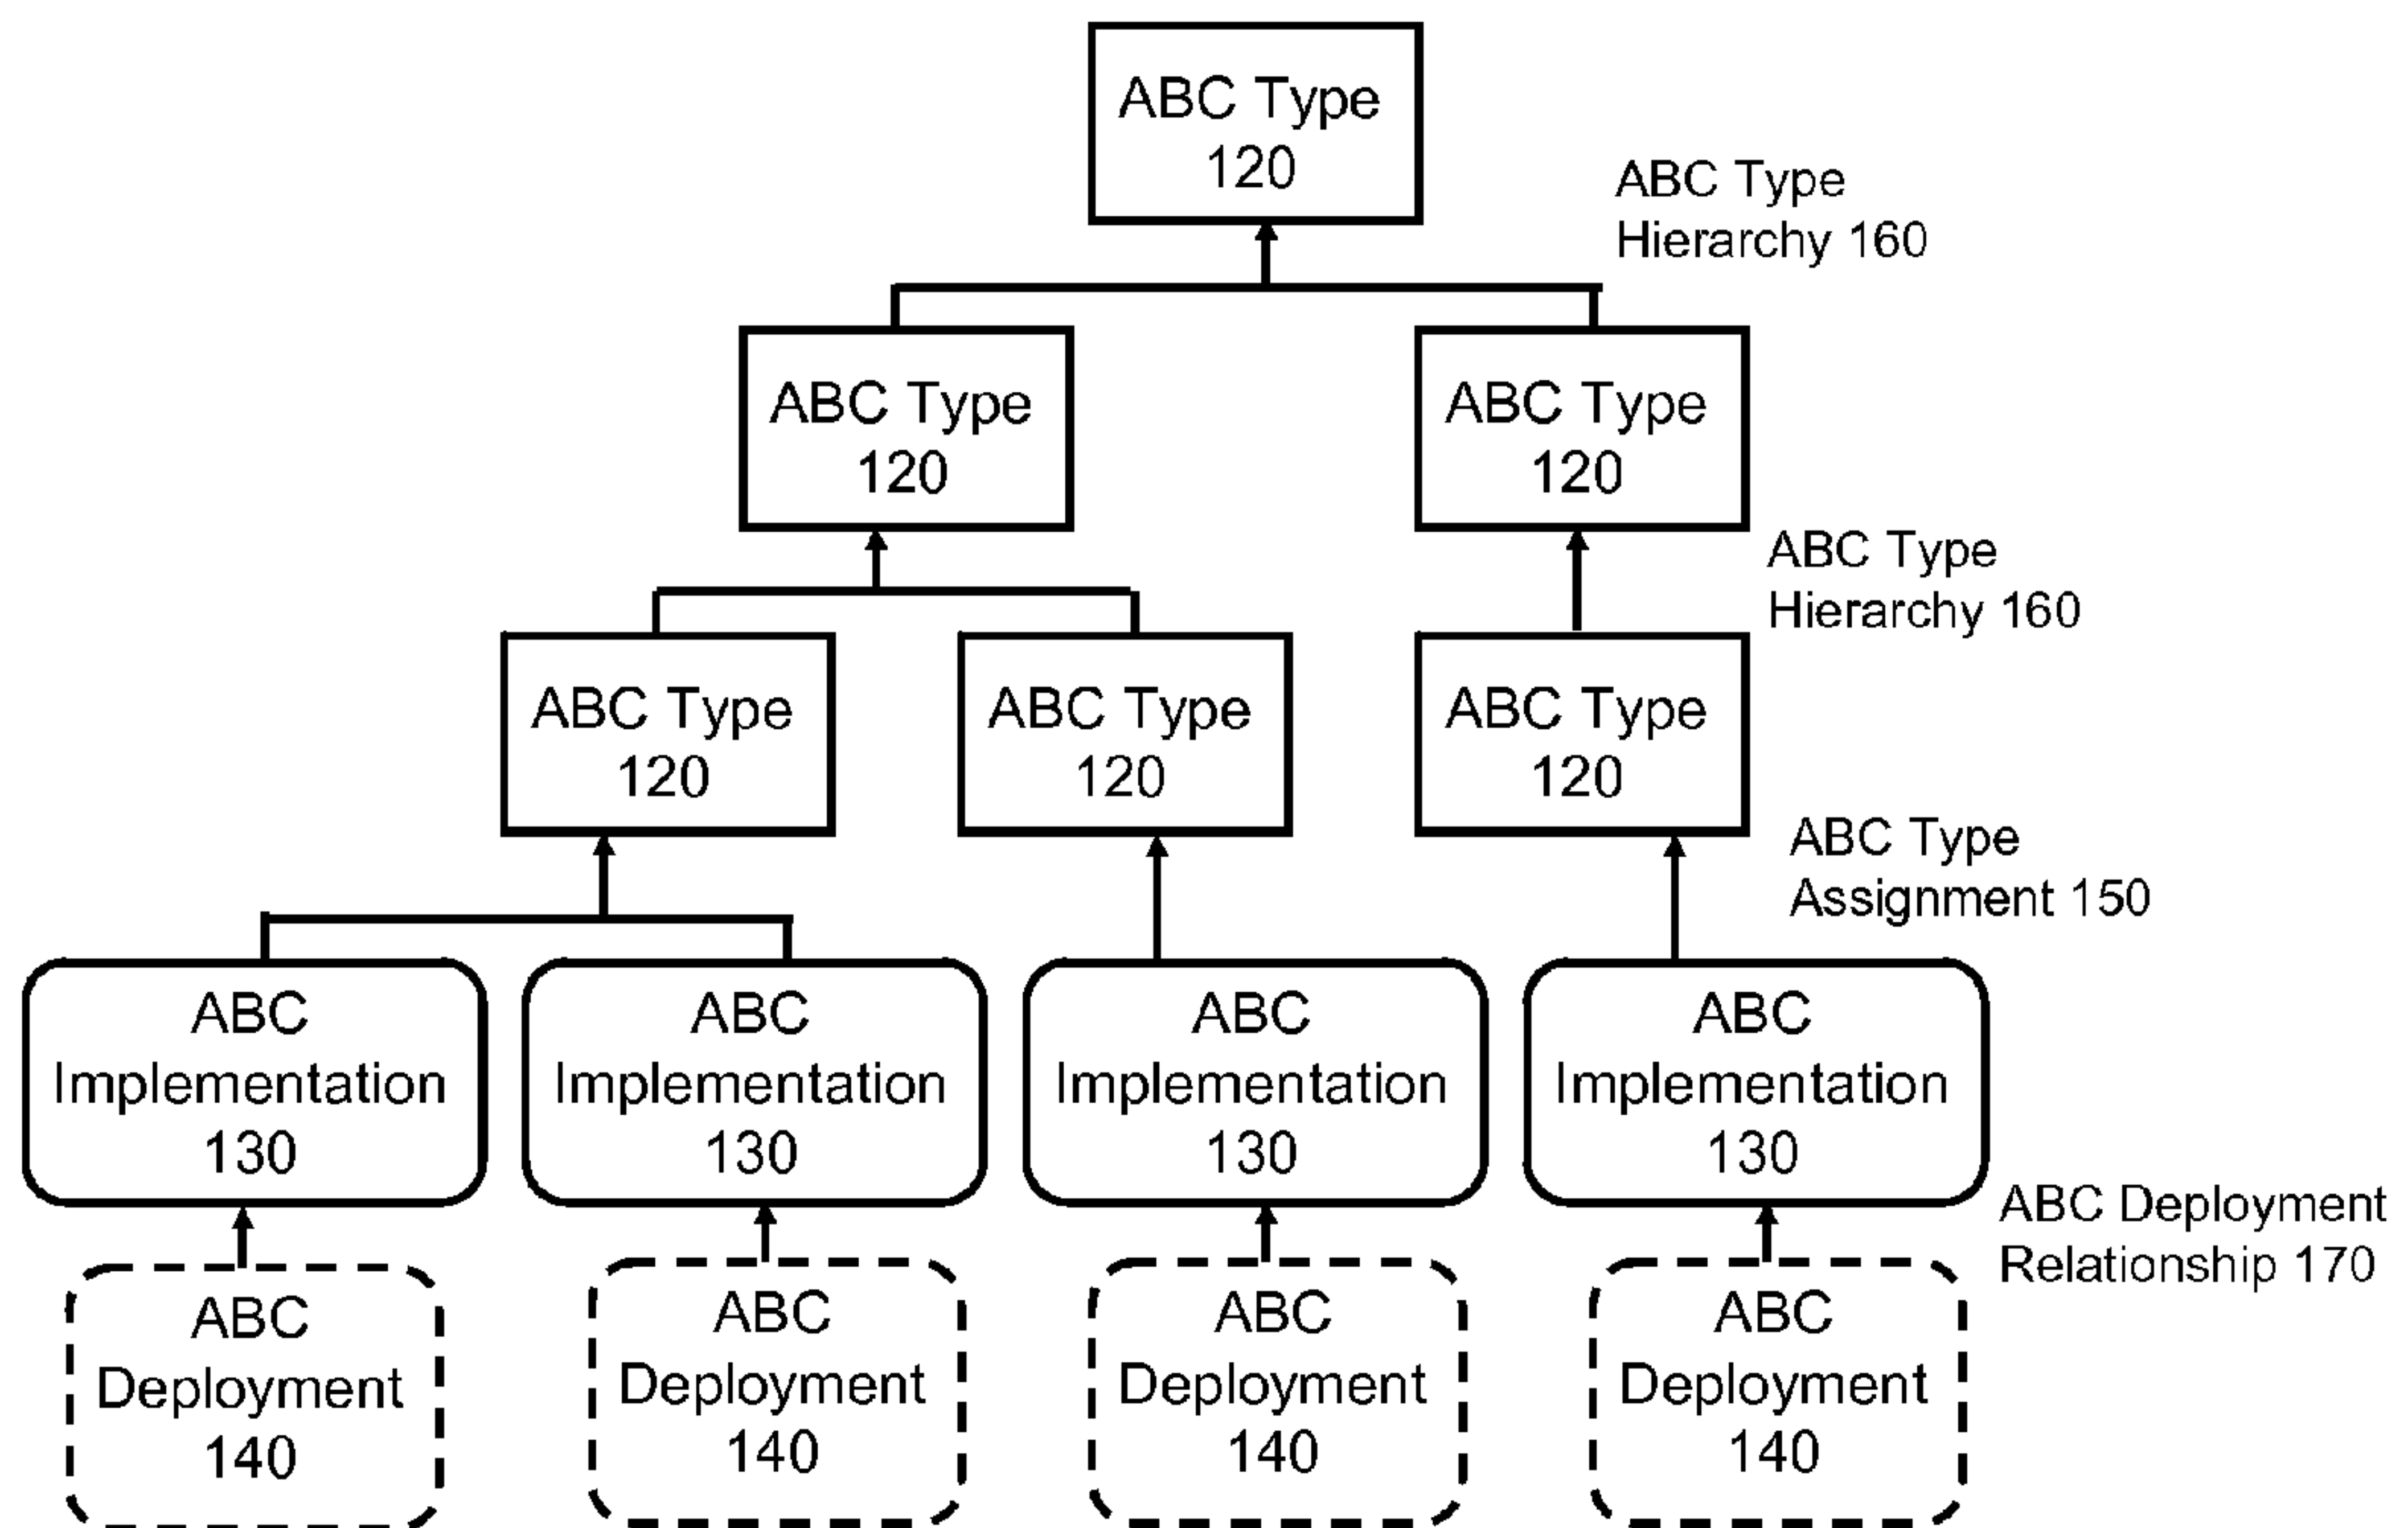 ABC Type
120
ABC Type
Hierarchy 160
ABC Type
120
ABC Type
120
ABC Type
Hierarchy 160
ABC Type
120
ABC Type
120
ABC Type
120
ABC Type
Assignment 150
ABC
Implementation
130
ABC
Implementation
130
ABC
Implementation
130
ABC
Implementation
130
ABC Deployment
Relationship 170
ABC
Deployment
140
ABC
Deployment
140
ABC
Deployment
140
ABC
Deployment
140